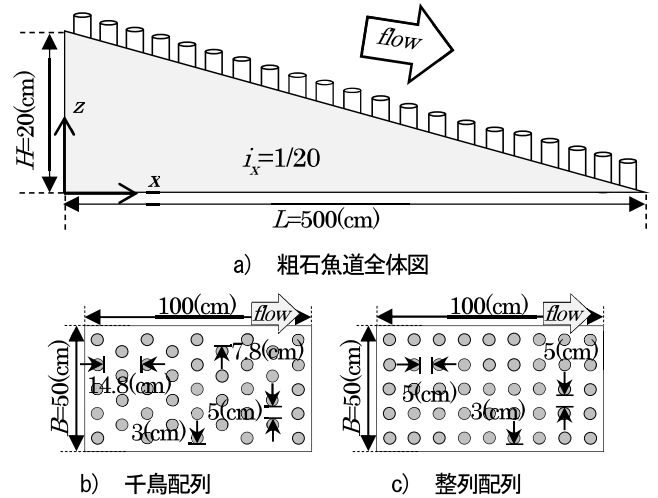 flow
H=20(cm)
z
i_x=1/20
x
L=500(cm)
a) 粗石魚道全体図
100(cm)
flow
B=50(cm)
7.8(cm)
14.8(cm)
5(cm)
3(cm)
b) 千鳥配列
100(cm)
flow
B=50(cm)
5(cm)
5(cm)
3(cm)
c) 整列配列